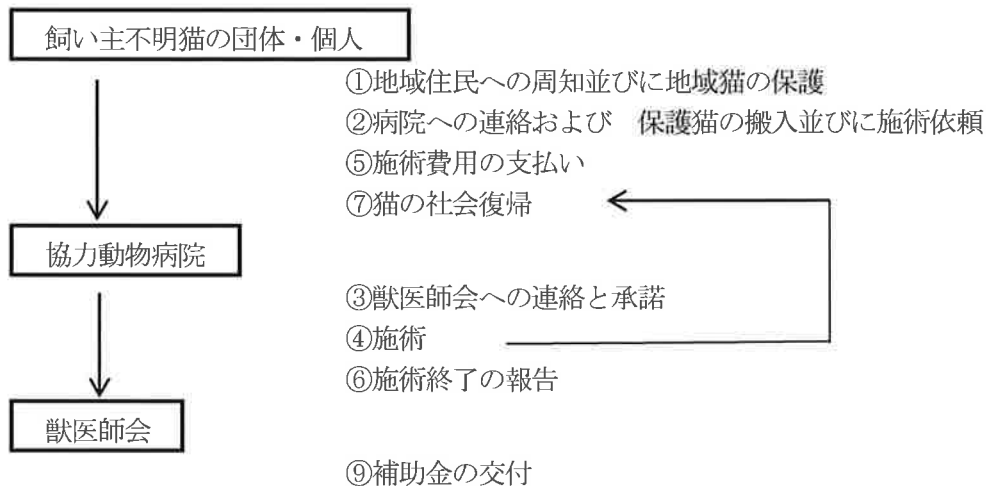 飼い主不明猫の団体・個人
①地域住民への周知並びに地域猫の保護
②病院への連絡および　保護猫の搬入並びに施術依頼
⑤施術費用の支払い
⑦猫の社会復帰
協力動物病院
③獣医師会への連絡と承諾
④施術
⑥施術終了の報告
獣医師会
⑨補助金の交付